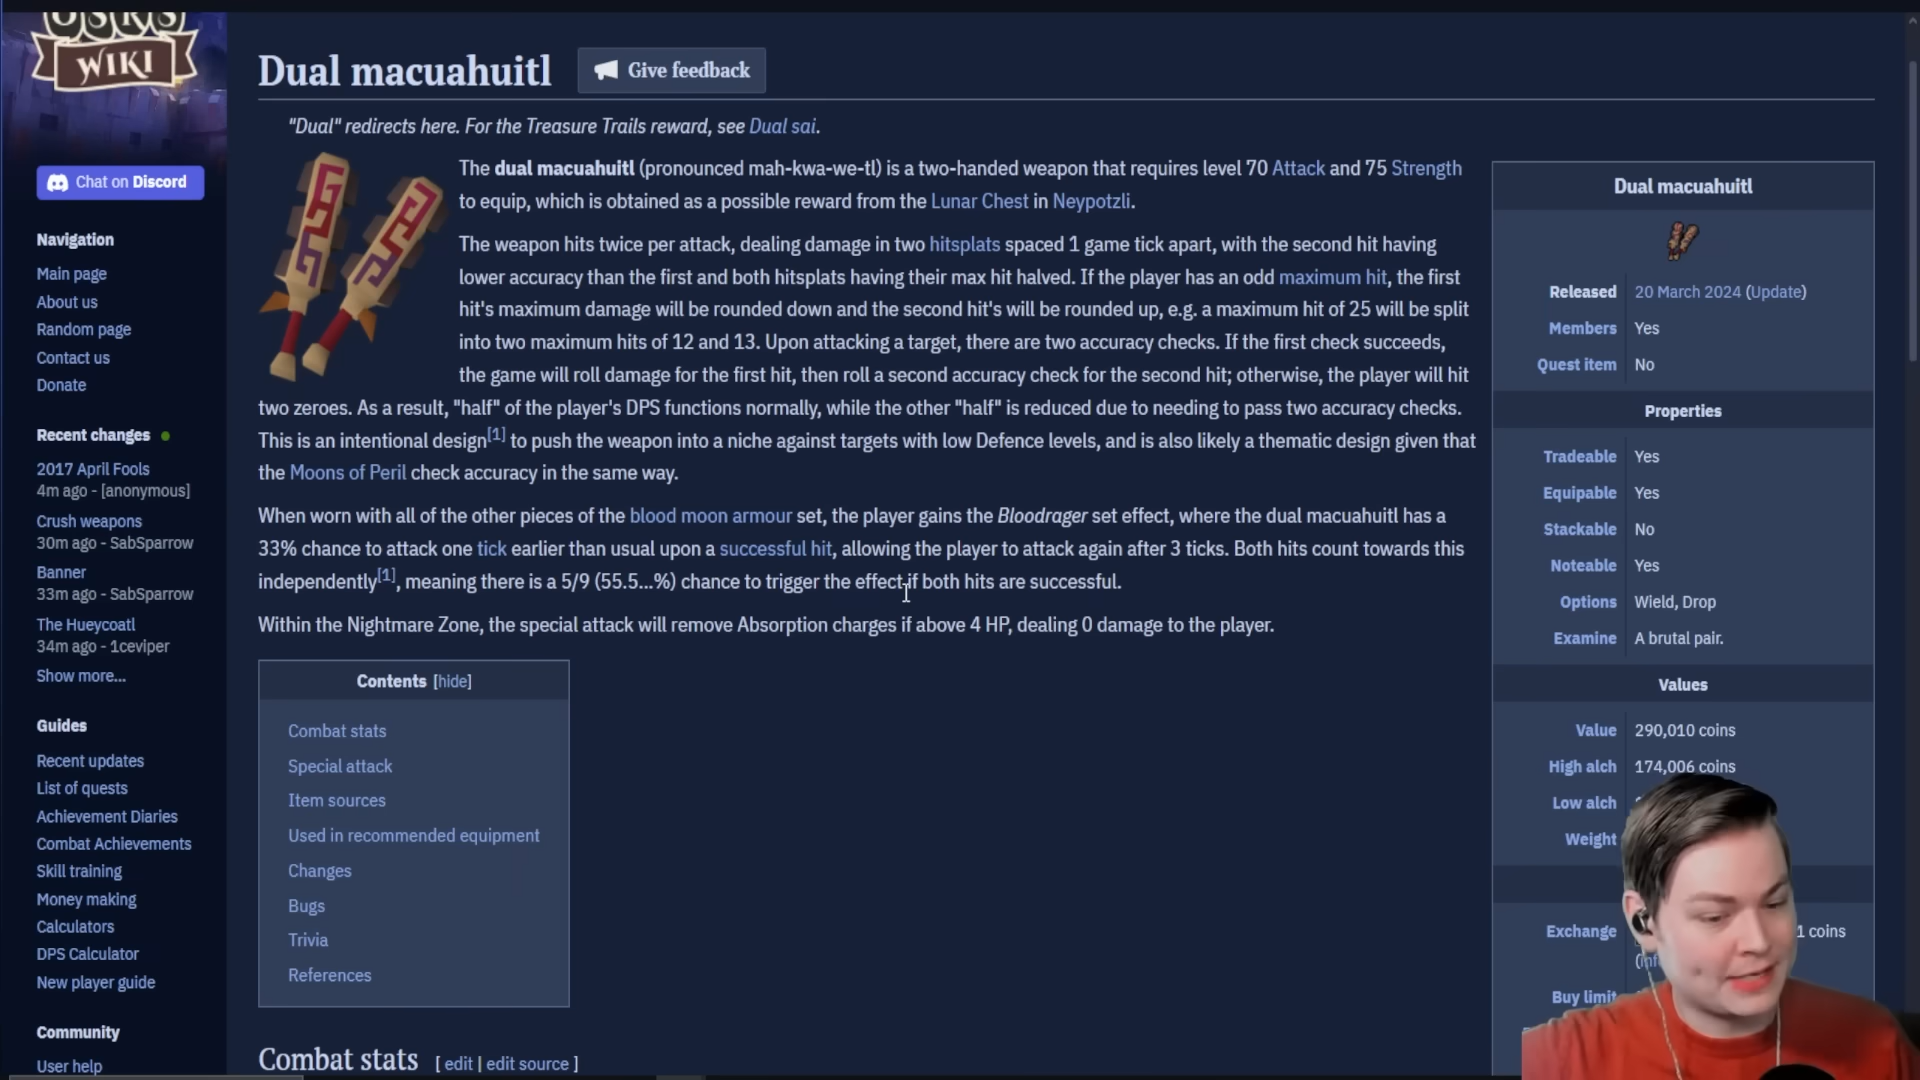 OSRS
WIKI
Chat on Discord
Navigation
Main page
About us
Random page
Contact us
Donate
Recent changes
2017 April Fools
4m ago - [anonymous]
Crush weapons
30m ago - SabSparrow
Banner
33m ago - SabSparrow
The Hueycoatl
34m ago - 1ceviper
Show more...
Guides
Recent updates
List of quests
Achievement Diaries
Combat Achievements
Skill training
Money making
Calculators
DPS Calculator
New player guide
Community
User help
Dual macuahuitl
Give feedback
"Dual" redirects here. For the Treasure Trails reward, see Dual sai.
The dual macuahuitl (pronounced mah-kwa-we-tl) is a two-handed weapon that requires level 70 Attack and 75 Strength
to equip, which is obtained as a possible reward from the Lunar Chest in Neypotzli.
The weapon hits twice per attack, dealing damage in two hitsplats spaced 1 game tick apart, with the second hit having
lower accuracy than the first and both hitsplats having their max hit halved. If the player has an odd maximum hit, the first
hit's maximum damage will be rounded down and the second hit's will be rounded up, e.g. a maximum hit of 25 will be split
into two maximum hits of 12 and 13. Upon attacking a target, there are two accuracy checks. If the first check succeeds,
the game will roll damage for the first hit, then roll a second accuracy check for the second hit; otherwise, the player will hit
two zeroes. As a result, "half" of the player's DPS functions normally, while the other "half" is reduced due to needing to pass two accuracy checks.
This is an intentional design[1] to push the weapon into a niche against targets with low Defence levels, and is also likely a thematic design given that
the Moons of Peril check accuracy in the same way.
When worn with all of the other pieces of the blood moon armour set, the player gains the Bloodrager set effect, where the dual macuahuitl has a
33% chance to attack one tick earlier than usual upon a successful hit, allowing the player to attack again after 3 ticks. Both hits count towards this
independently[1], meaning there is a 5/9 (55.5...%) chance to trigger the effect if both hits are successful.
Within the Nightmare Zone, the special attack will remove Absorption charges if above 4 HP, dealing 0 damage to the player.
Contents [hide]
Combat stats
Special attack
Item sources
Used in recommended equipment
Changes
Bugs
Trivia
References
Combat stats [ edit | edit source ]
Dual macuahuitl
Released 20 March 2024 (Update)
Members Yes
Quest item No
Properties
Tradeable Yes
Equipable Yes
Stackable No
Noteable Yes
Options Wield, Drop
Examine A brutal pair.
Values
Value 290,010 coins
High alch 174,006 coins
Low alch
Weight
Exchange 1 coins
Buy limit